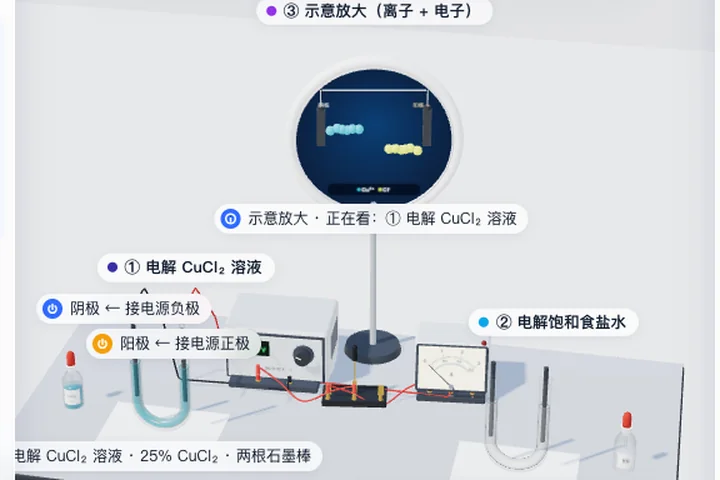 ③ 示意放大（离子 + 电子）
示意放大 · 正在看：① 电解 CuCl₂ 溶液
① 电解 CuCl₂ 溶液
阴极 ← 接电源负极
② 电解饱和食盐水
阳极 ← 接电源正极
电解 CuCl₂ 溶液 · 25% CuCl₂ · 两根石墨棒